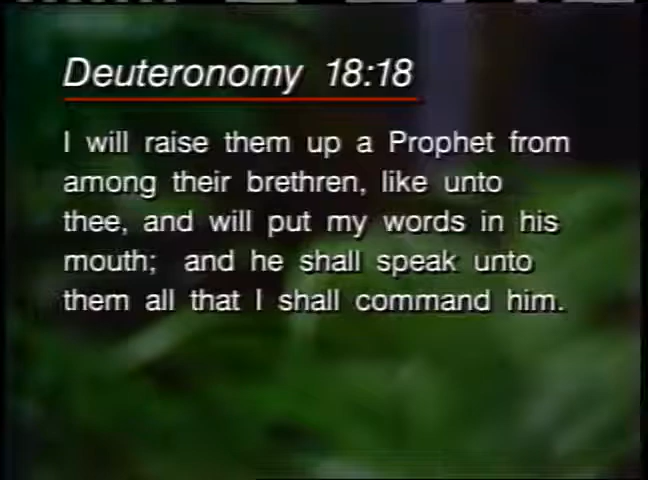 Deuteronomy 18:18
I will raise them up a Prophet from
among their brethren, like unto
thee, and will put my words in his
mouth; and he shall speak unto
them all that I shall command him.